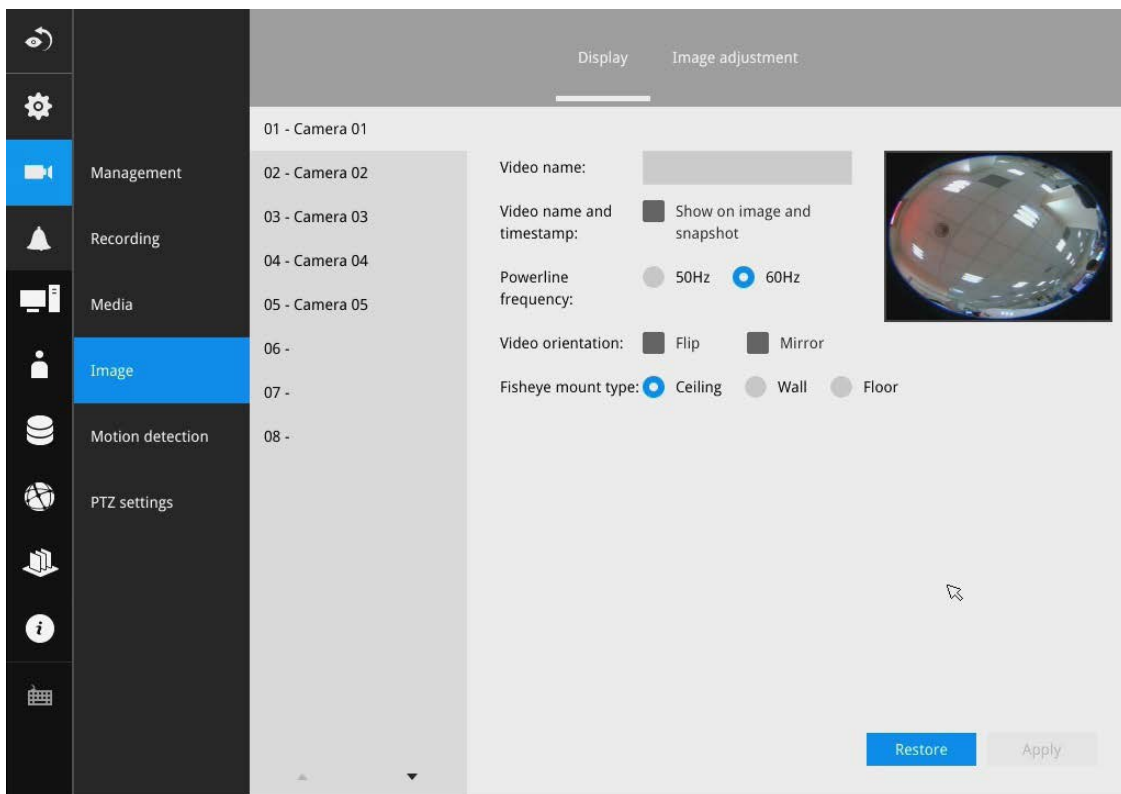 Display Image adjustment
Management
Recording
Media
Image
Motion detection
PTZ settings
01 - Camera 01
02 - Camera 02
03 - Camera 03
04 - Camera 04
05 - Camera 05
06 -
07 -
08 -
Video name:
Video name and
timestamp:
Show on image and
snapshot
Powerline
frequency:
50Hz 60Hz
Video orientation: Flip Mirror
Fisheye mount type: Ceiling Wall Floor
Restore Apply